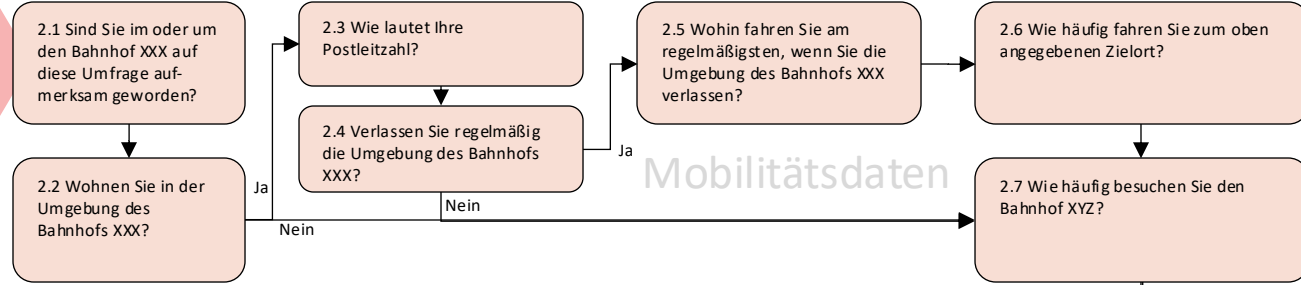 2.1 Sind Sie im oder um
den Bahnhof XXX auf
diese Umfrage auf-
merksam geworden?
2.2 Wohnen Sie in der
Umgebung des
Bahnhofs XXX?
Ja
Nein
2.3 Wie lautet Ihre
Postleitzahl?
2.4 Verlassen Sie regelmäßig
die Umgebung des Bahnhofs
XXX?
Ja
Nein
2.5 Wohin fahren Sie am
regelmäßigsten, wenn Sie die
Umgebung des Bahnhofs XXX
verlassen?
Mobilitätsdaten
2.6 Wie häufig fahren Sie zum oben
angegebenen Zielort?
2.7 Wie häufig besuchen Sie den
Bahnhof XYZ?